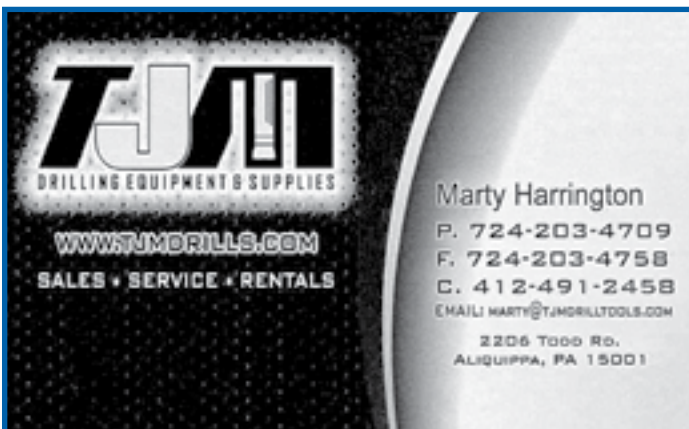 TJM
DRILLING EQUIPMENT & SUPPLIES
WWW.TJMDRILLS.COM
SALES • SERVICE • RENTALS
Marty Harrington
P. 724-203-4709
F. 724-203-4758
C. 412-491-2458
EMAIL: MARTY@TJMDRILLTOOLS.COM
2206 TODD RD.
ALIQUIPPA, PA 15001